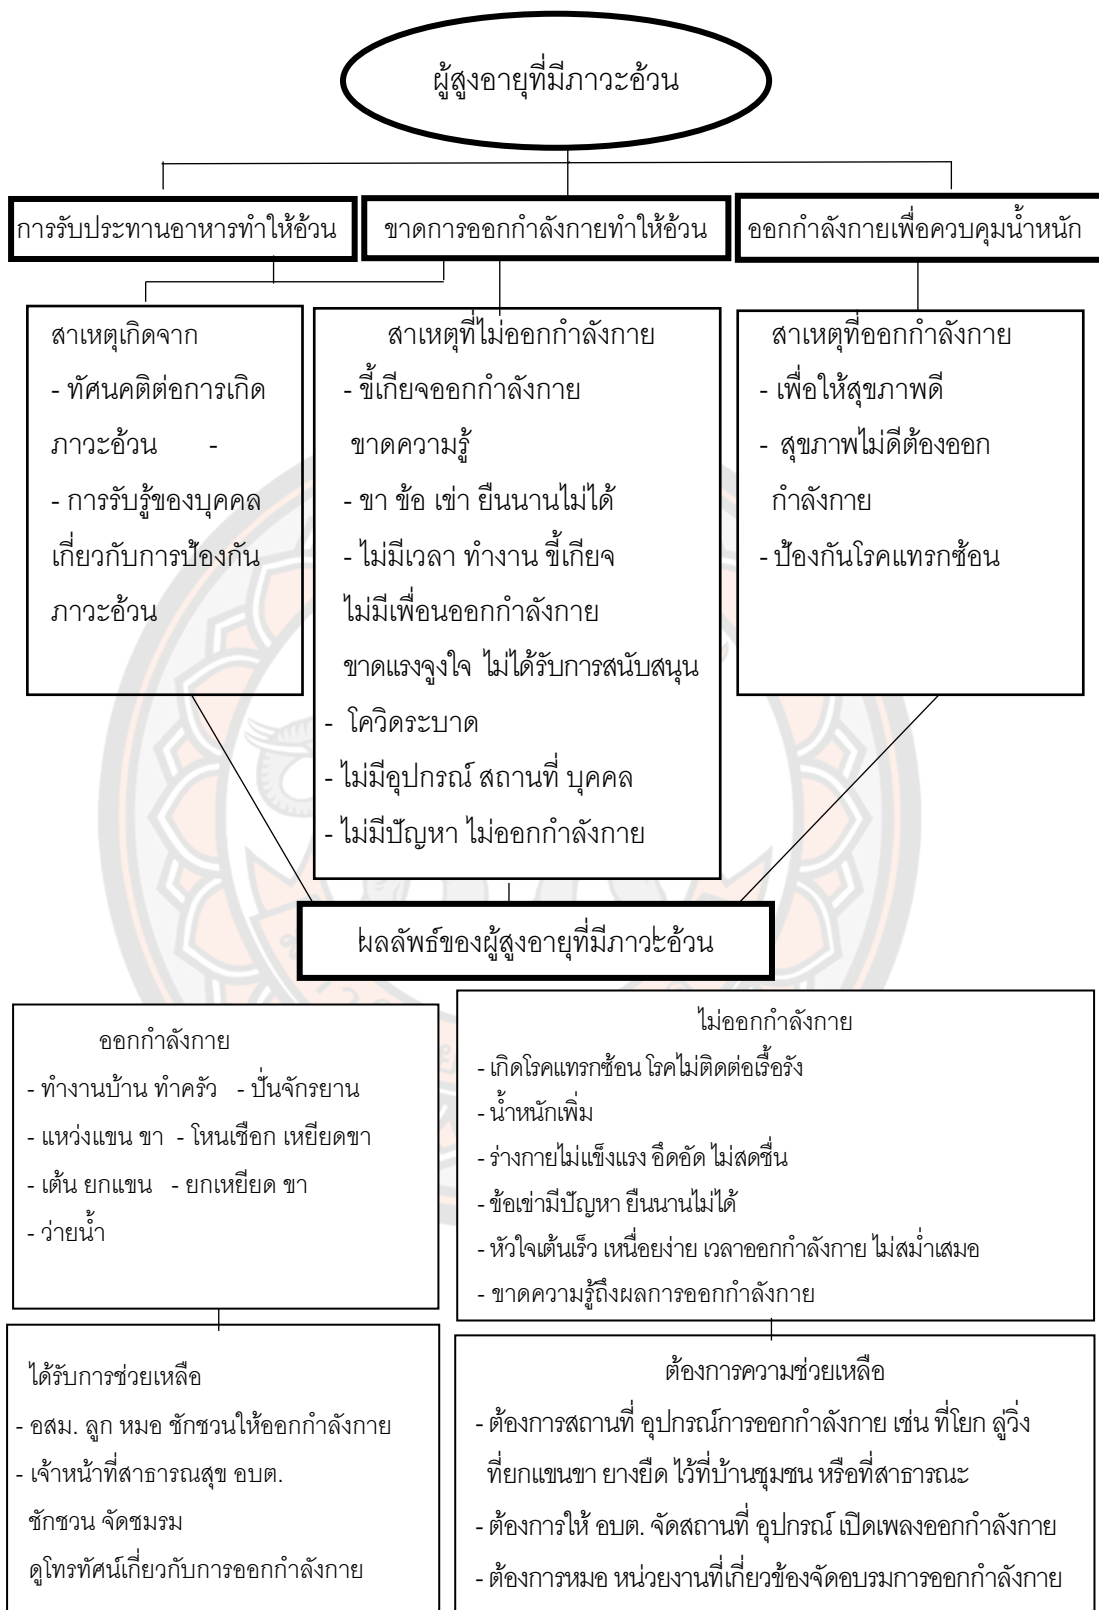 ผู้สูงอายุที่มีภาวะอ้วน
การรับประทานอาหารทำให้อ้วน
ขาดการออกกำลังกายทำให้อ้วน
ออกกำลังกายเพื่อควบคุมน้ำหนัก
สาเหตุเกิดจาก
- ทัศนคติต่อการเกิด
ภาวะอ้วน -
- การรับรู้ของบุคคล
เกี่ยวกับการป้องกัน
ภาวะอ้วน
สาเหตุที่ไม่ออกกำลังกาย
- ขี้เกียจออกกำลังกาย
ขาดความรู้
- ขา ข้อ เข่า ยืนนานไม่ได้
- ไม่มีเวลา ทำงาน ขี้เกียจ
ไม่มีเพื่อนออกกำลังกาย
ขาดแรงจูงใจ ไม่ได้รับการสนับสนุน
- โควิดระบาด
- ไม่มีอุปกรณ์ สถานที่ บุคคล
- ไม่มีปัญหา ไม่ออกกำลังกาย
สาเหตุที่ออกกำลังกาย
- เพื่อให้สุขภาพดี
- สุขภาพไม่ดีต้องออก
กำลังกาย
- ป้องกันโรคแทรกซ้อน
ผลลัพธ์ของผู้สูงอายุที่มีภาวะอ้วน
ออกกำลังกาย
- ทำงานบ้าน ทำครัว - ปั่นจักรยาน
- แหว่งแขน ขา - โหนเชือก เหยียดขา
- เต้น ยกแขน - ยกเหยียด ขา
- ว่ายน้ำ
ไม่ออกกำลังกาย
- เกิดโรคแทรกซ้อน โรคไม่ติดต่อเรื้อรัง
- น้ำหนักเพิ่ม
- ร่างกายไม่แข็งแรง อึดอัด ไม่สดชื่น
- ข้อเข่ามีปัญหา ยืนนานไม่ได้
- หัวใจเต้นเร็ว เหนื่อยง่าย เวลาออกกำลังกาย ไม่สม่ำเสมอ
- ขาดความรู้ถึงผลการออกกำลังกาย
ได้รับการช่วยเหลือ
- อสม. ลูก หมอ ชักชวนให้ออกกำลังกาย
- เจ้าหน้าที่สาธารณสุข อบต.
ชักชวน จัดชมรม
ดูโทรทัศน์เกี่ยวกับการออกกำลังกาย
ต้องการความช่วยเหลือ
- ต้องการสถานที่ อุปกรณ์การออกกำลังกาย เช่น ที่โยก ลู่วิ่ง
ที่ยกแขนขา ยางยืด ไว้ที่บ้านชุมชน หรือที่สาธารณะ
- ต้องการให้ อบต. จัดสถานที่ อุปกรณ์ เปิดเพลงออกกำลังกาย
- ต้องการหมอ หน่วยงานที่เกี่ยวข้องจัดอบรมการออกกำลังกาย